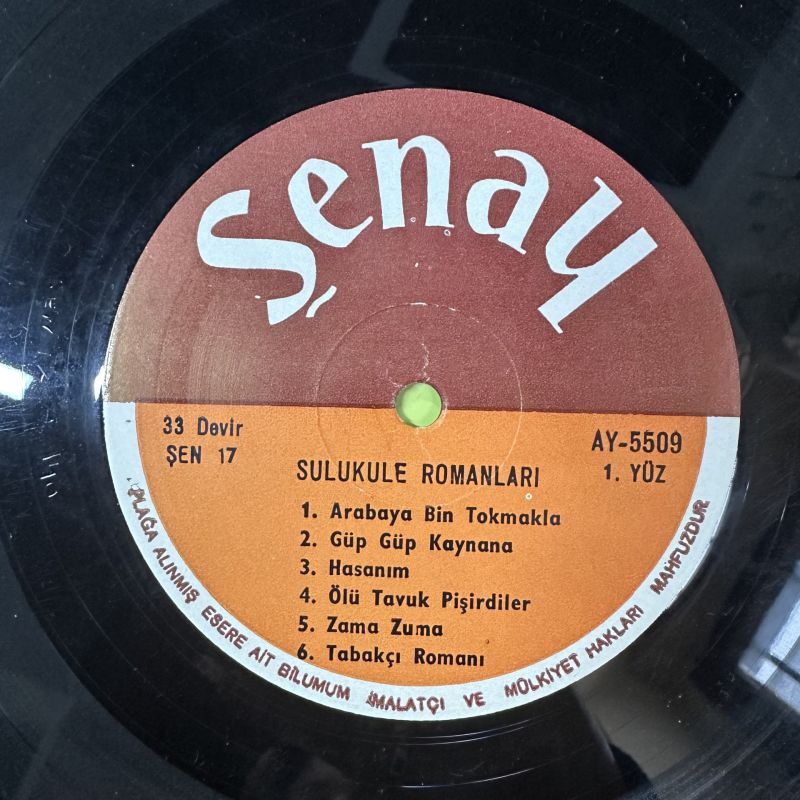 Şenay
33 Devir
ŞEN 17
AY-5509
1. YÜZ
SULUKULE ROMANLARI
1. Arabaya Bin Tokmakla
2. Güp Güp Kaynana
3. Hasanım
4. Ölü Tavuk Pişirdiler
5. Zama Zuma
6. Tabakçı Romanı
PLAĞA ALINMIŞ ESERE AİT BİLUMUM İMALATÇI VE MÜLKİYET HAKLARI MAHFUZDUR